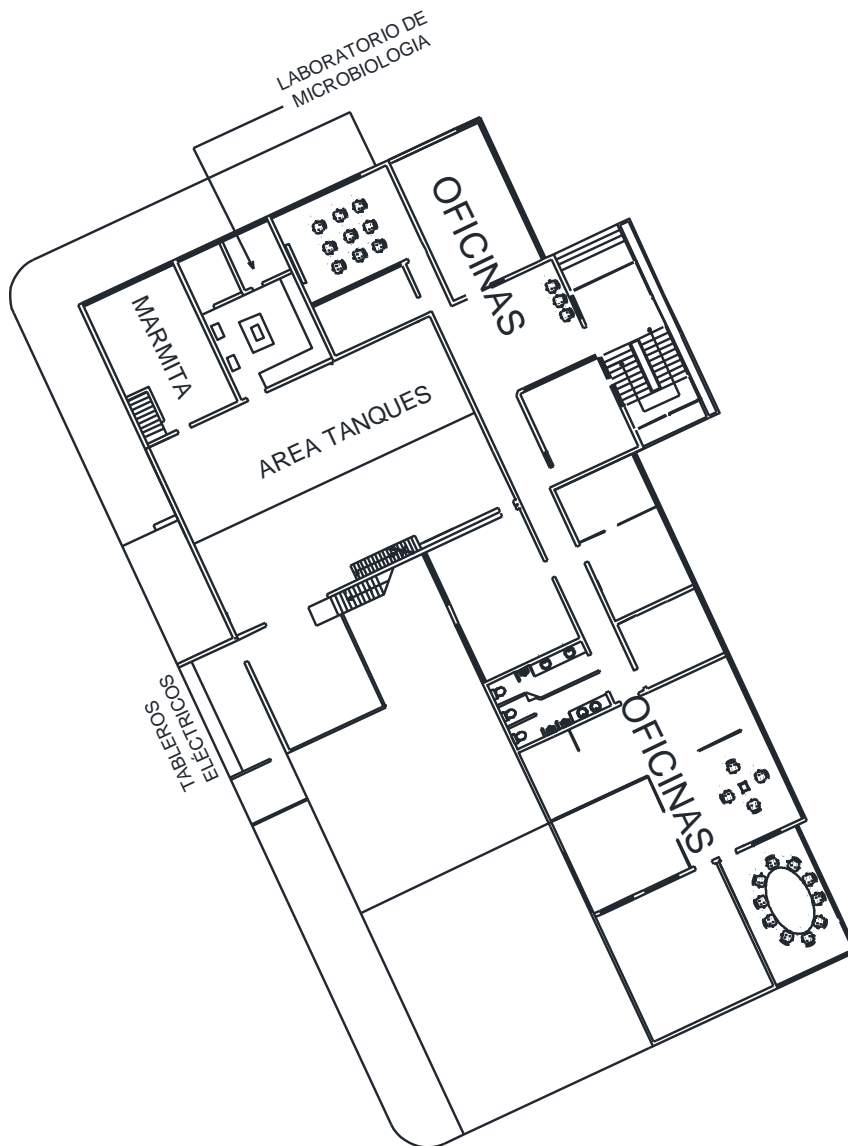 LABORATORIO DE
MICROBIOLOGIA
OFICINAS
MARMITA
AREA TANQUES
TABLEROS
ELÉCTRICOS
OFICINAS